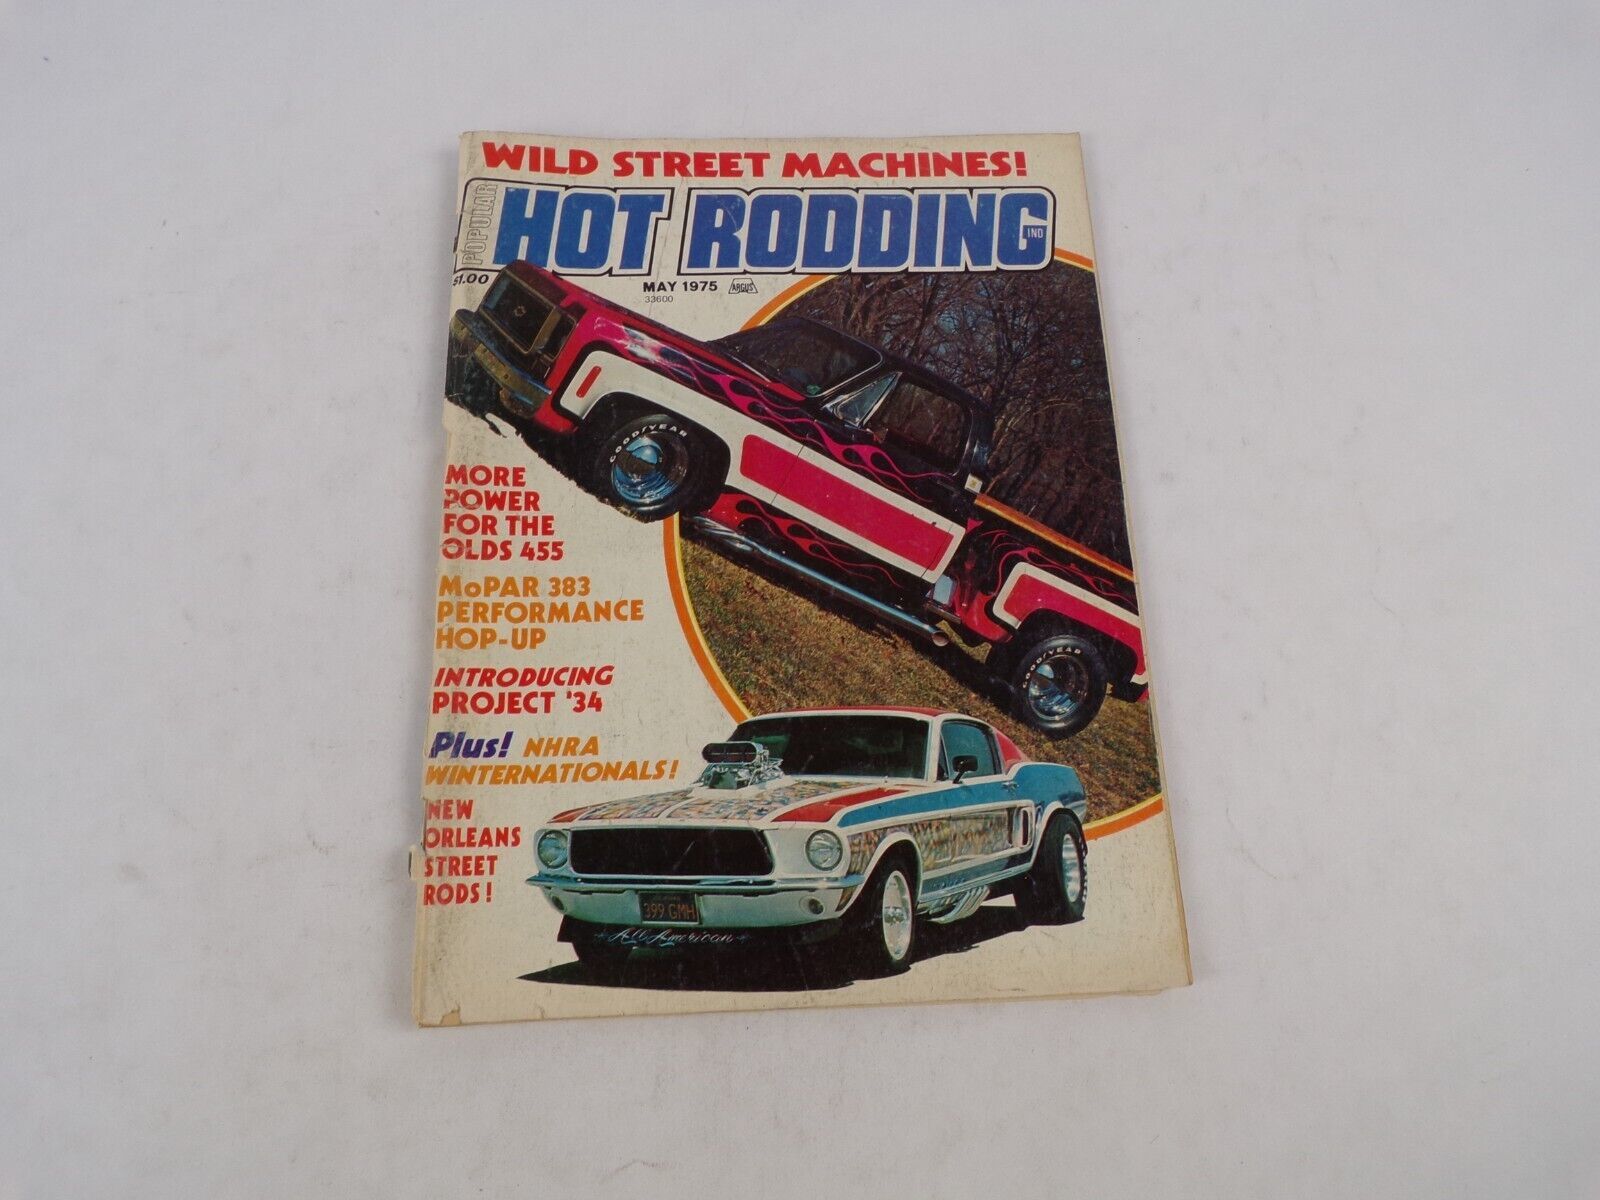 WILD STREET MACHINES!
POPULAR
HOT RODDING
IND
$1.00
MAY 1975
ARGUS
33600
GOODYEAR
MORE
POWER
FOR THE
OLDS 455
MoPAR 383
PERFORMANCE
HOP-UP
GOODYEAR
INTRODUCING
PROJECT '34
Plus! NHRA
WINTERNATIONALS!
NEW
ORLEANS
STREET
RODS!
399 GMH
All American